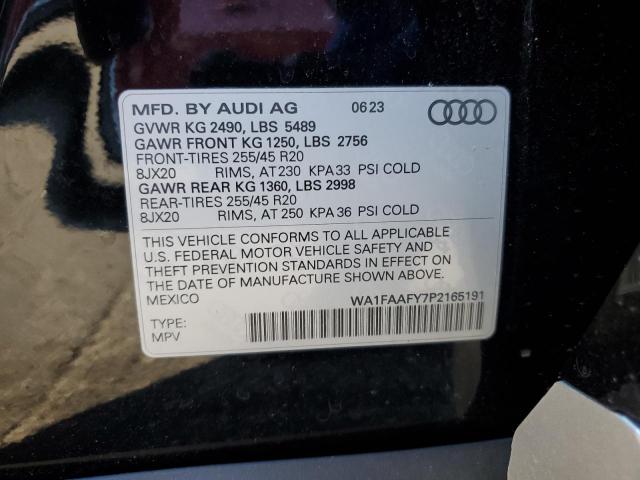 MFD. BY AUDI AG 06 23
GVWR KG 2490, LBS 5489
GAWR FRONT KG 1250, LBS 2756
FRONT-TIRES 255/45 R20
8JX20 RIMS, AT 230 KPA 33 PSI COLD
GAWR REAR KG 1360, LBS 2998
REAR-TIRES 255/45 R20
8JX20 RIMS, AT 250 KPA 36 PSI COLD
THIS VEHICLE CONFORMS TO ALL APPLICABLE
U.S. FEDERAL MOTOR VEHICLE SAFETY AND
THEFT PREVENTION STANDARDS IN EFFECT ON
THE DATE OF MANUFACTURE SHOWN ABOVE.
MEXICO WA1FAAFY7P2165191
TYPE:
MPV